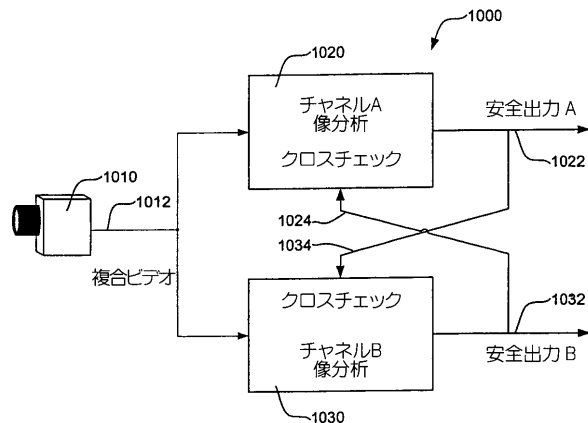 1000
1020
チャネルA
像分析
クロスチェック
安全出力 A
1022
1010
1012
複合ビデオ
1024
1034
クロスチェック
チャネルB
像分析
1032
安全出力 B
1030